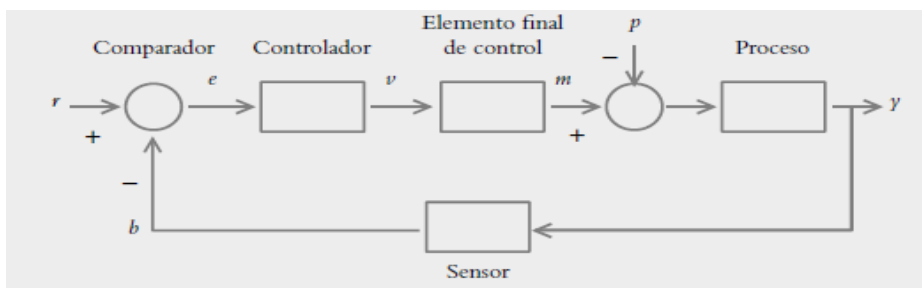 Elemento final
de control
Comparador
Controlador
p
Proceso
−
e
v
m
r
y
+
+
−
b
Sensor